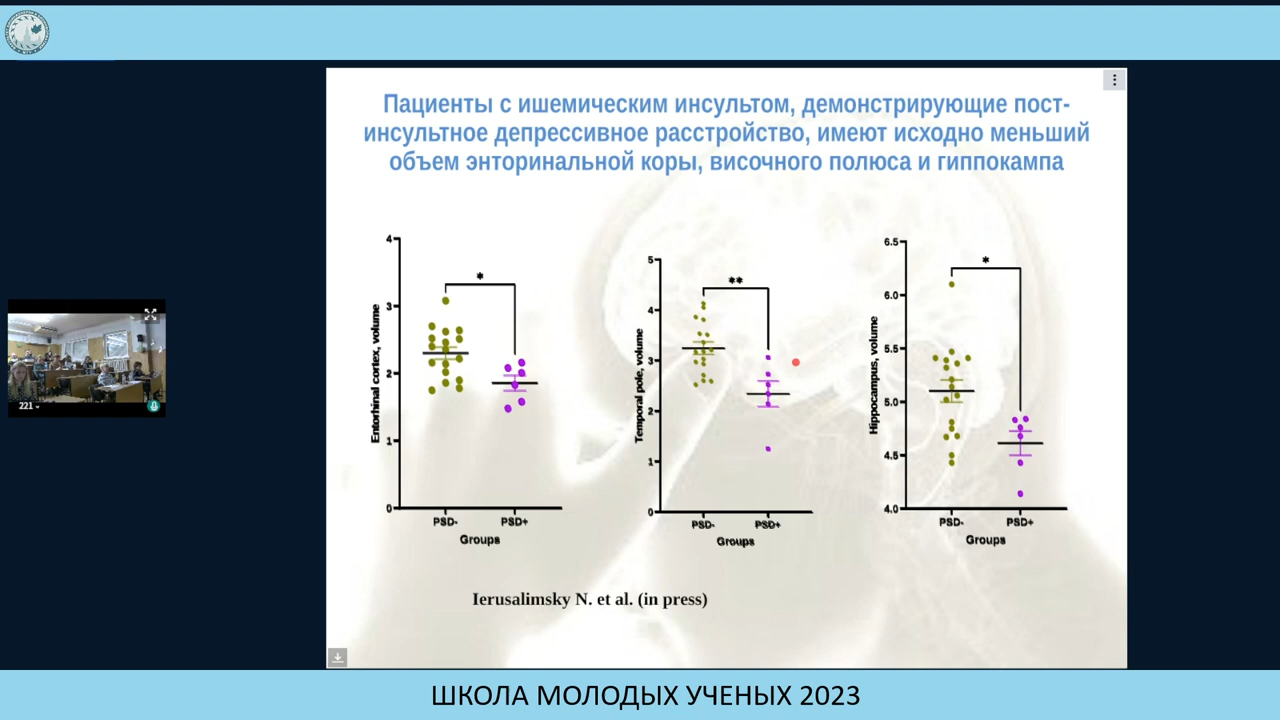 Пациенты с ишемическим инсультом, демонстрирующие пост-
инсультное депрессивное расстройство, имеют исходно меньший
объем энторинальной коры, височного полюса и гиппокампа
4
3
2
1
0
Entorhinal cortex, volume
*
PSD-
PSD+
Groups
5
4
3
2
1
0
Temporal pole, volume
**
PSD-
PSD+
Groups
6.5
6.0
5.5
5.0
4.5
4.0
Hippocampus, volume
*
PSD-
PSD+
Groups
Ierusalimsky N. et al. (in press)
221
ШКОЛА МОЛОДЫХ УЧЕНЫХ 2023